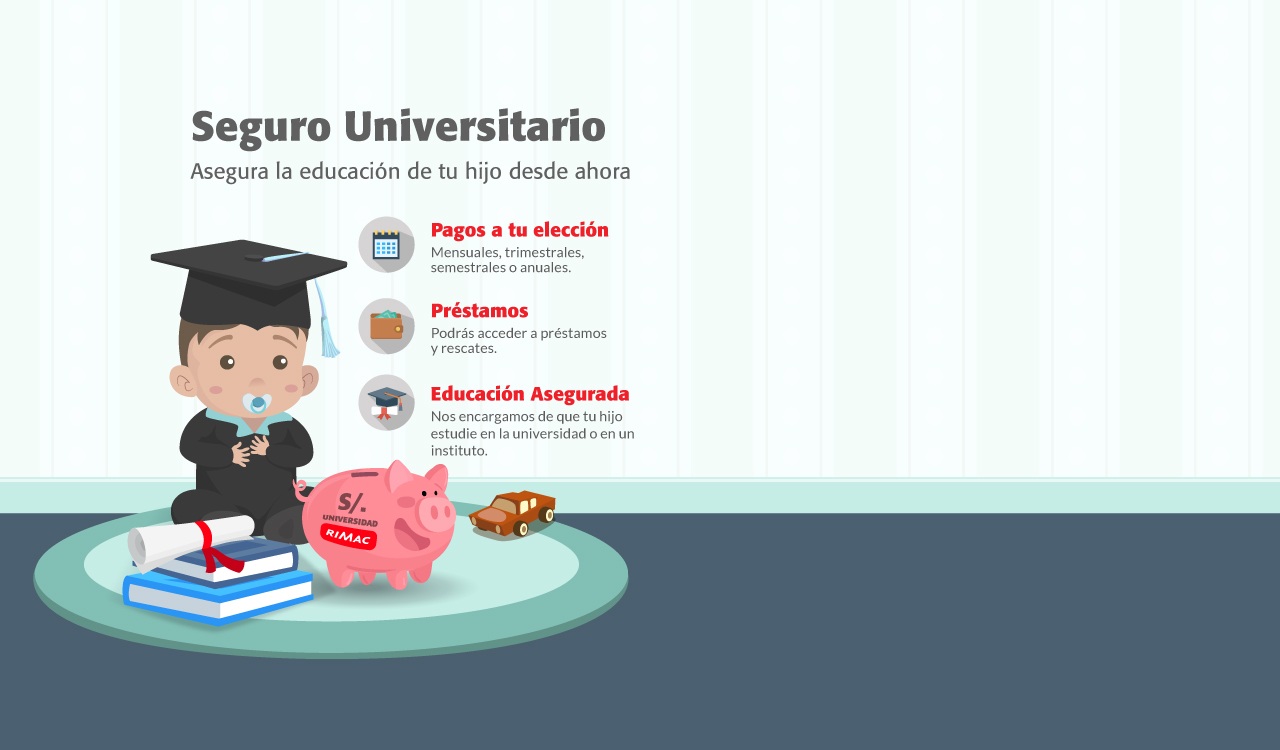 Seguro Universitario
Asegura la educación de tu hijo desde ahora
Pagos a tu elección
Mensuales, trimestrales,
semestrales o anuales.
Préstamos
Podrás acceder a préstamos
y rescates.
Educación Asegurada
Nos encargamos de que tu hijo
estudie en la universidad o en un
instituto.
S/.
UNIVERSIDAD
RIMAC